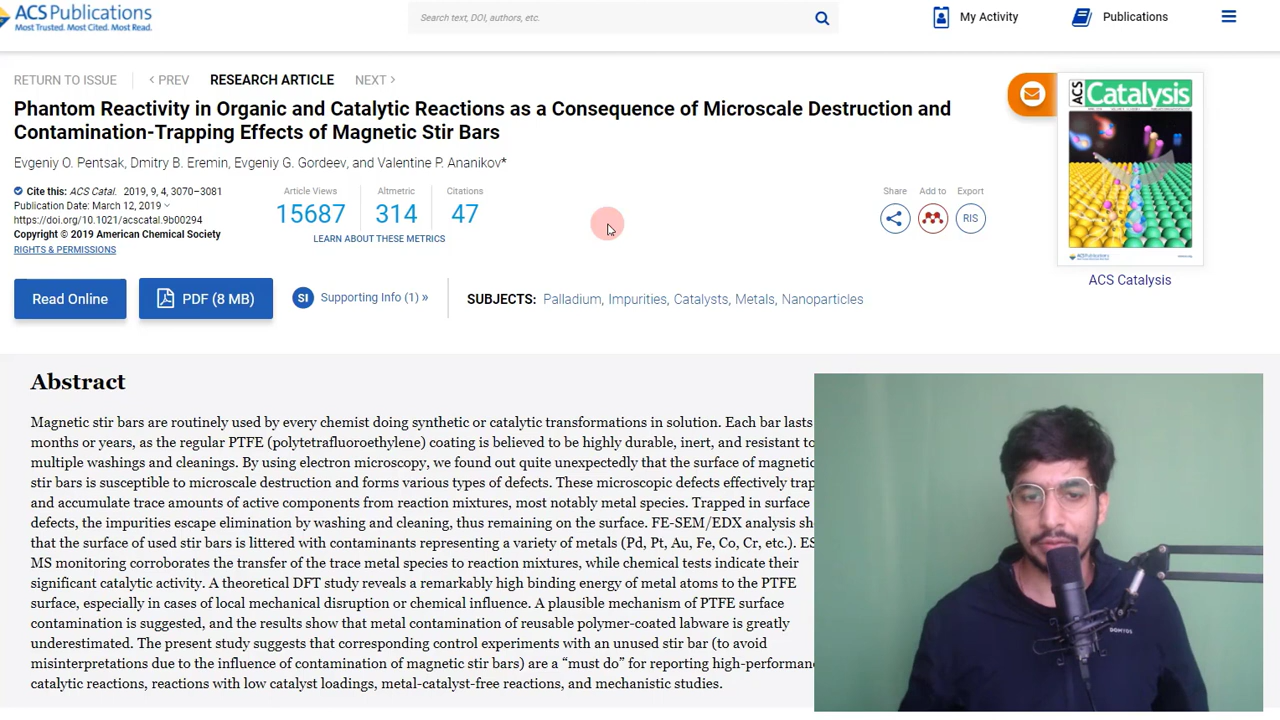 ACS Publications
Most Trusted. Most Cited. Most Read.
Search text, DOI, authors, etc.
My Activity
Publications
RETURN TO ISSUE
< PREV
RESEARCH ARTICLE
NEXT >
Phantom Reactivity in Organic and Catalytic Reactions as a Consequence of Microscale Destruction and
Contamination-Trapping Effects of Magnetic Stir Bars
Evgeniy O. Pentsak, Dmitry B. Eremin, Evgeniy G. Gordeev, and Valentine P. Ananikov*
Cite this: ACS Catal. 2019, 9, 4, 3070–3081
Publication Date: March 12, 2019
https://doi.org/10.1021/acscatal.9b00294
Copyright © 2019 American Chemical Society
RIGHTS & PERMISSIONS
Article Views
15687
Altmetric
314
Citations
47
LEARN ABOUT THESE METRICS
Share
Add to
Export
RIS
ACS Catalysis
ACS Catalysis
Read Online
PDF (8 MB)
SI
Supporting Info (1) »
SUBJECTS: Palladium, Impurities, Catalysts, Metals, Nanoparticles
Abstract
Magnetic stir bars are routinely used by every chemist doing synthetic or catalytic transformations in solution. Each bar lasts
months or years, as the regular PTFE (polytetrafluoroethylene) coating is believed to be highly durable, inert, and resistant to
multiple washings and cleanings. By using electron microscopy, we found out quite unexpectedly that the surface of magnetic
stir bars is susceptible to microscale destruction and forms various types of defects. These microscopic defects effectively trap
and accumulate trace amounts of active components from reaction mixtures, most notably metal species. Trapped in surface
defects, the impurities escape elimination by washing and cleaning, thus remaining on the surface. FE-SEM/EDX analysis sh
that the surface of used stir bars is littered with contaminants representing a variety of metals (Pd, Pt, Au, Fe, Co, Cr, etc.). ES
MS monitoring corroborates the transfer of the trace metal species to reaction mixtures, while chemical tests indicate their
significant catalytic activity. A theoretical DFT study reveals a remarkably high binding energy of metal atoms to the PTFE
surface, especially in cases of local mechanical disruption or chemical influence. A plausible mechanism of PTFE surface
contamination is suggested, and the results show that metal contamination of reusable polymer-coated labware is greatly
underestimated. The present study suggests that corresponding control experiments with an unused stir bar (to avoid
misinterpretations due to the influence of contamination of magnetic stir bars) are a “must do” for reporting high-performan
catalytic reactions, reactions with low catalyst loadings, metal-catalyst-free reactions, and mechanistic studies.
DOMYOS